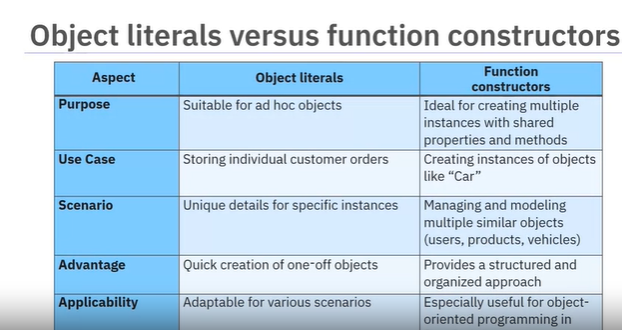 Object literals versus function constructors
Aspect
Object literals
Function
constructors
Purpose
Suitable for ad hoc objects
Ideal for creating multiple
instances with shared
properties and methods
Use Case
Storing individual customer orders
Creating instances of objects
like “Car”
Scenario
Unique details for specific instances
Managing and modeling
multiple similar objects
(users, products, vehicles)
Advantage
Quick creation of one-off objects
Provides a structured and
organized approach
Applicability
Adaptable for various scenarios
Especially useful for object-
oriented programming in